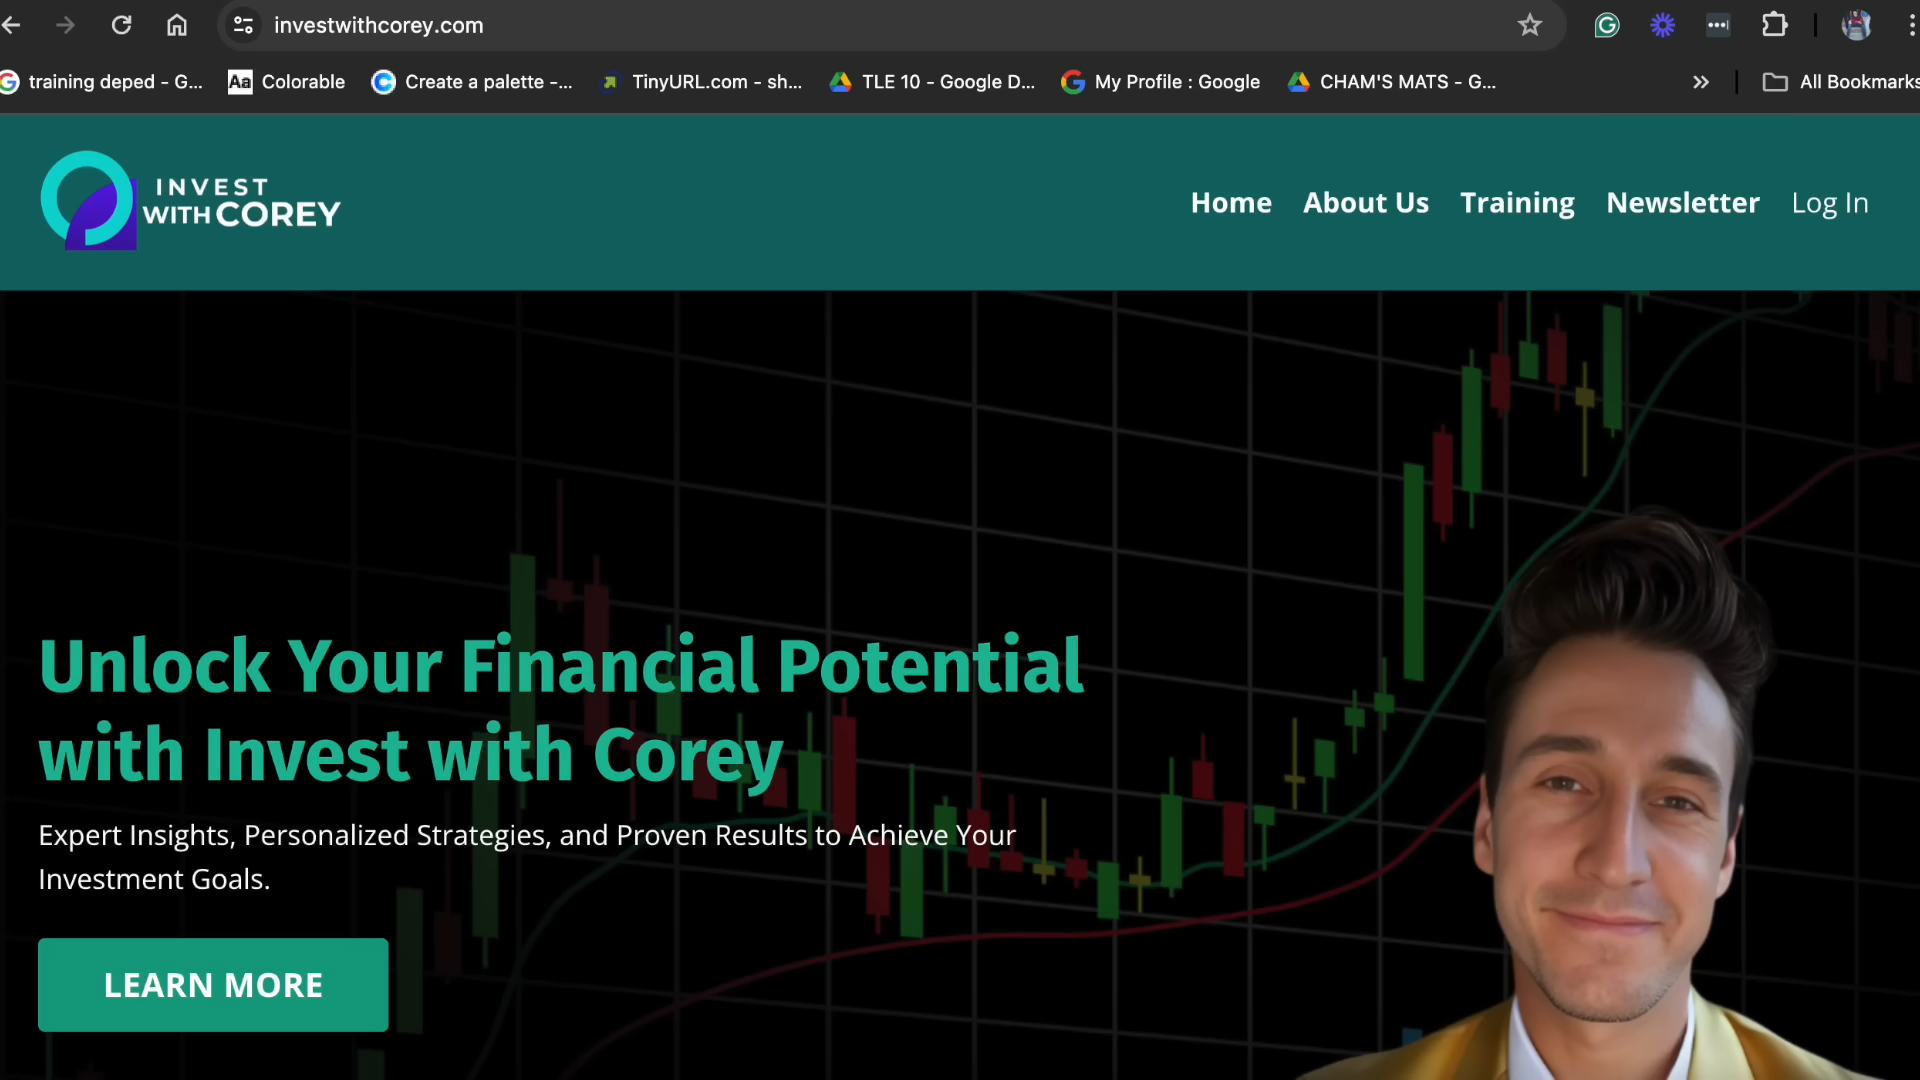 investwithcorey.com
training deped - G...
Aa Colorable
Create a palette -...
TinyURL.com - sh...
TLE 10 - Google D...
My Profile : Google
CHAM'S MATS - G...
All Bookmarks
INVEST
WITH COREY
Home
About Us
Training
Newsletter
Log In
Unlock Your Financial Potential
with Invest with Corey
Expert Insights, Personalized Strategies, and Proven Results to Achieve Your
Investment Goals.
LEARN MORE